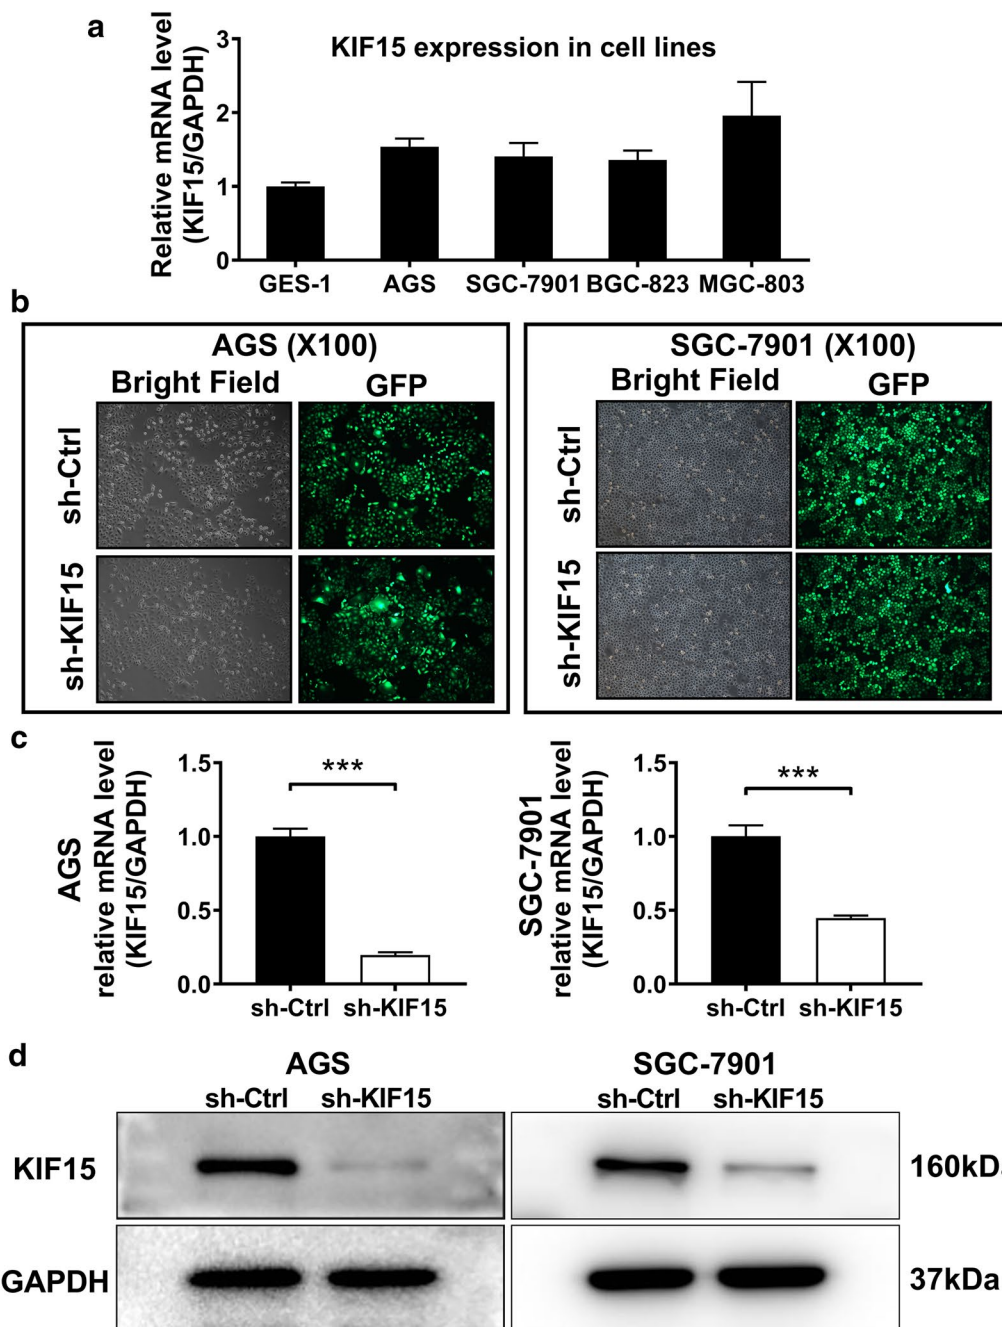 a
KIF15 expression in cell lines
Relative mRNA level
(KIF15/GAPDH)
3
2
1
0
GES-1 AGS SGC-7901 BGC-823 MGC-803
b
AGS (X100)
Bright Field GFP
sh-Ctrl
sh-KIF15
SGC-7901 (X100)
Bright Field GFP
sh-Ctrl
sh-KIF15
c
AGS
relative mRNA level
(KIF15/GAPDH)
1.5
1.0
0.5
0.0
***
sh-Ctrl sh-KIF15
SGC-7901
relative mRNA level
(KIF15/GAPDH)
1.5
1.0
0.5
0.0
***
sh-Ctrl sh-KIF15
d
AGS SGC-7901
sh-Ctrl sh-KIF15 sh-Ctrl sh-KIF15
KIF15 160kDa
GAPDH 37kDa